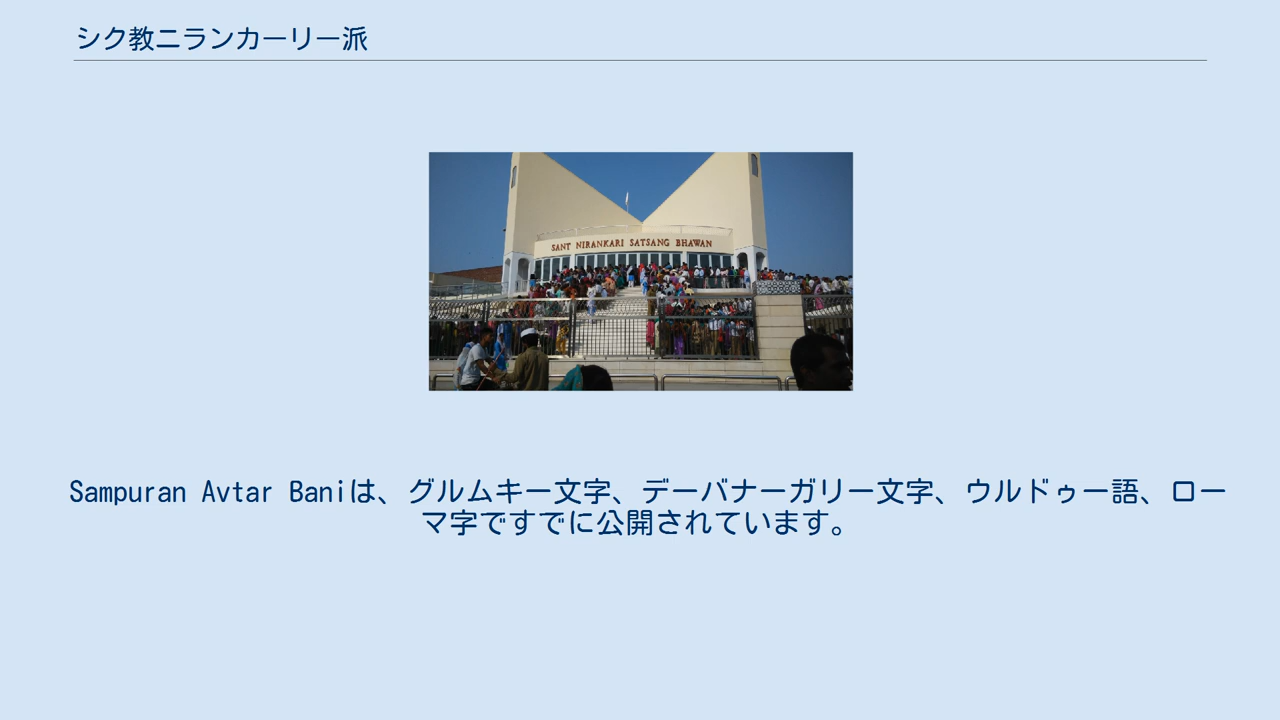 シク教ニランカーリー派
SANT NIRANKARI SATSANG BHAWAN
Sampuran Avtar Baniは、グルムキー文字、デーバナーガリー文字、ウルドゥー語、ロー
マ字ですでに公開されています。